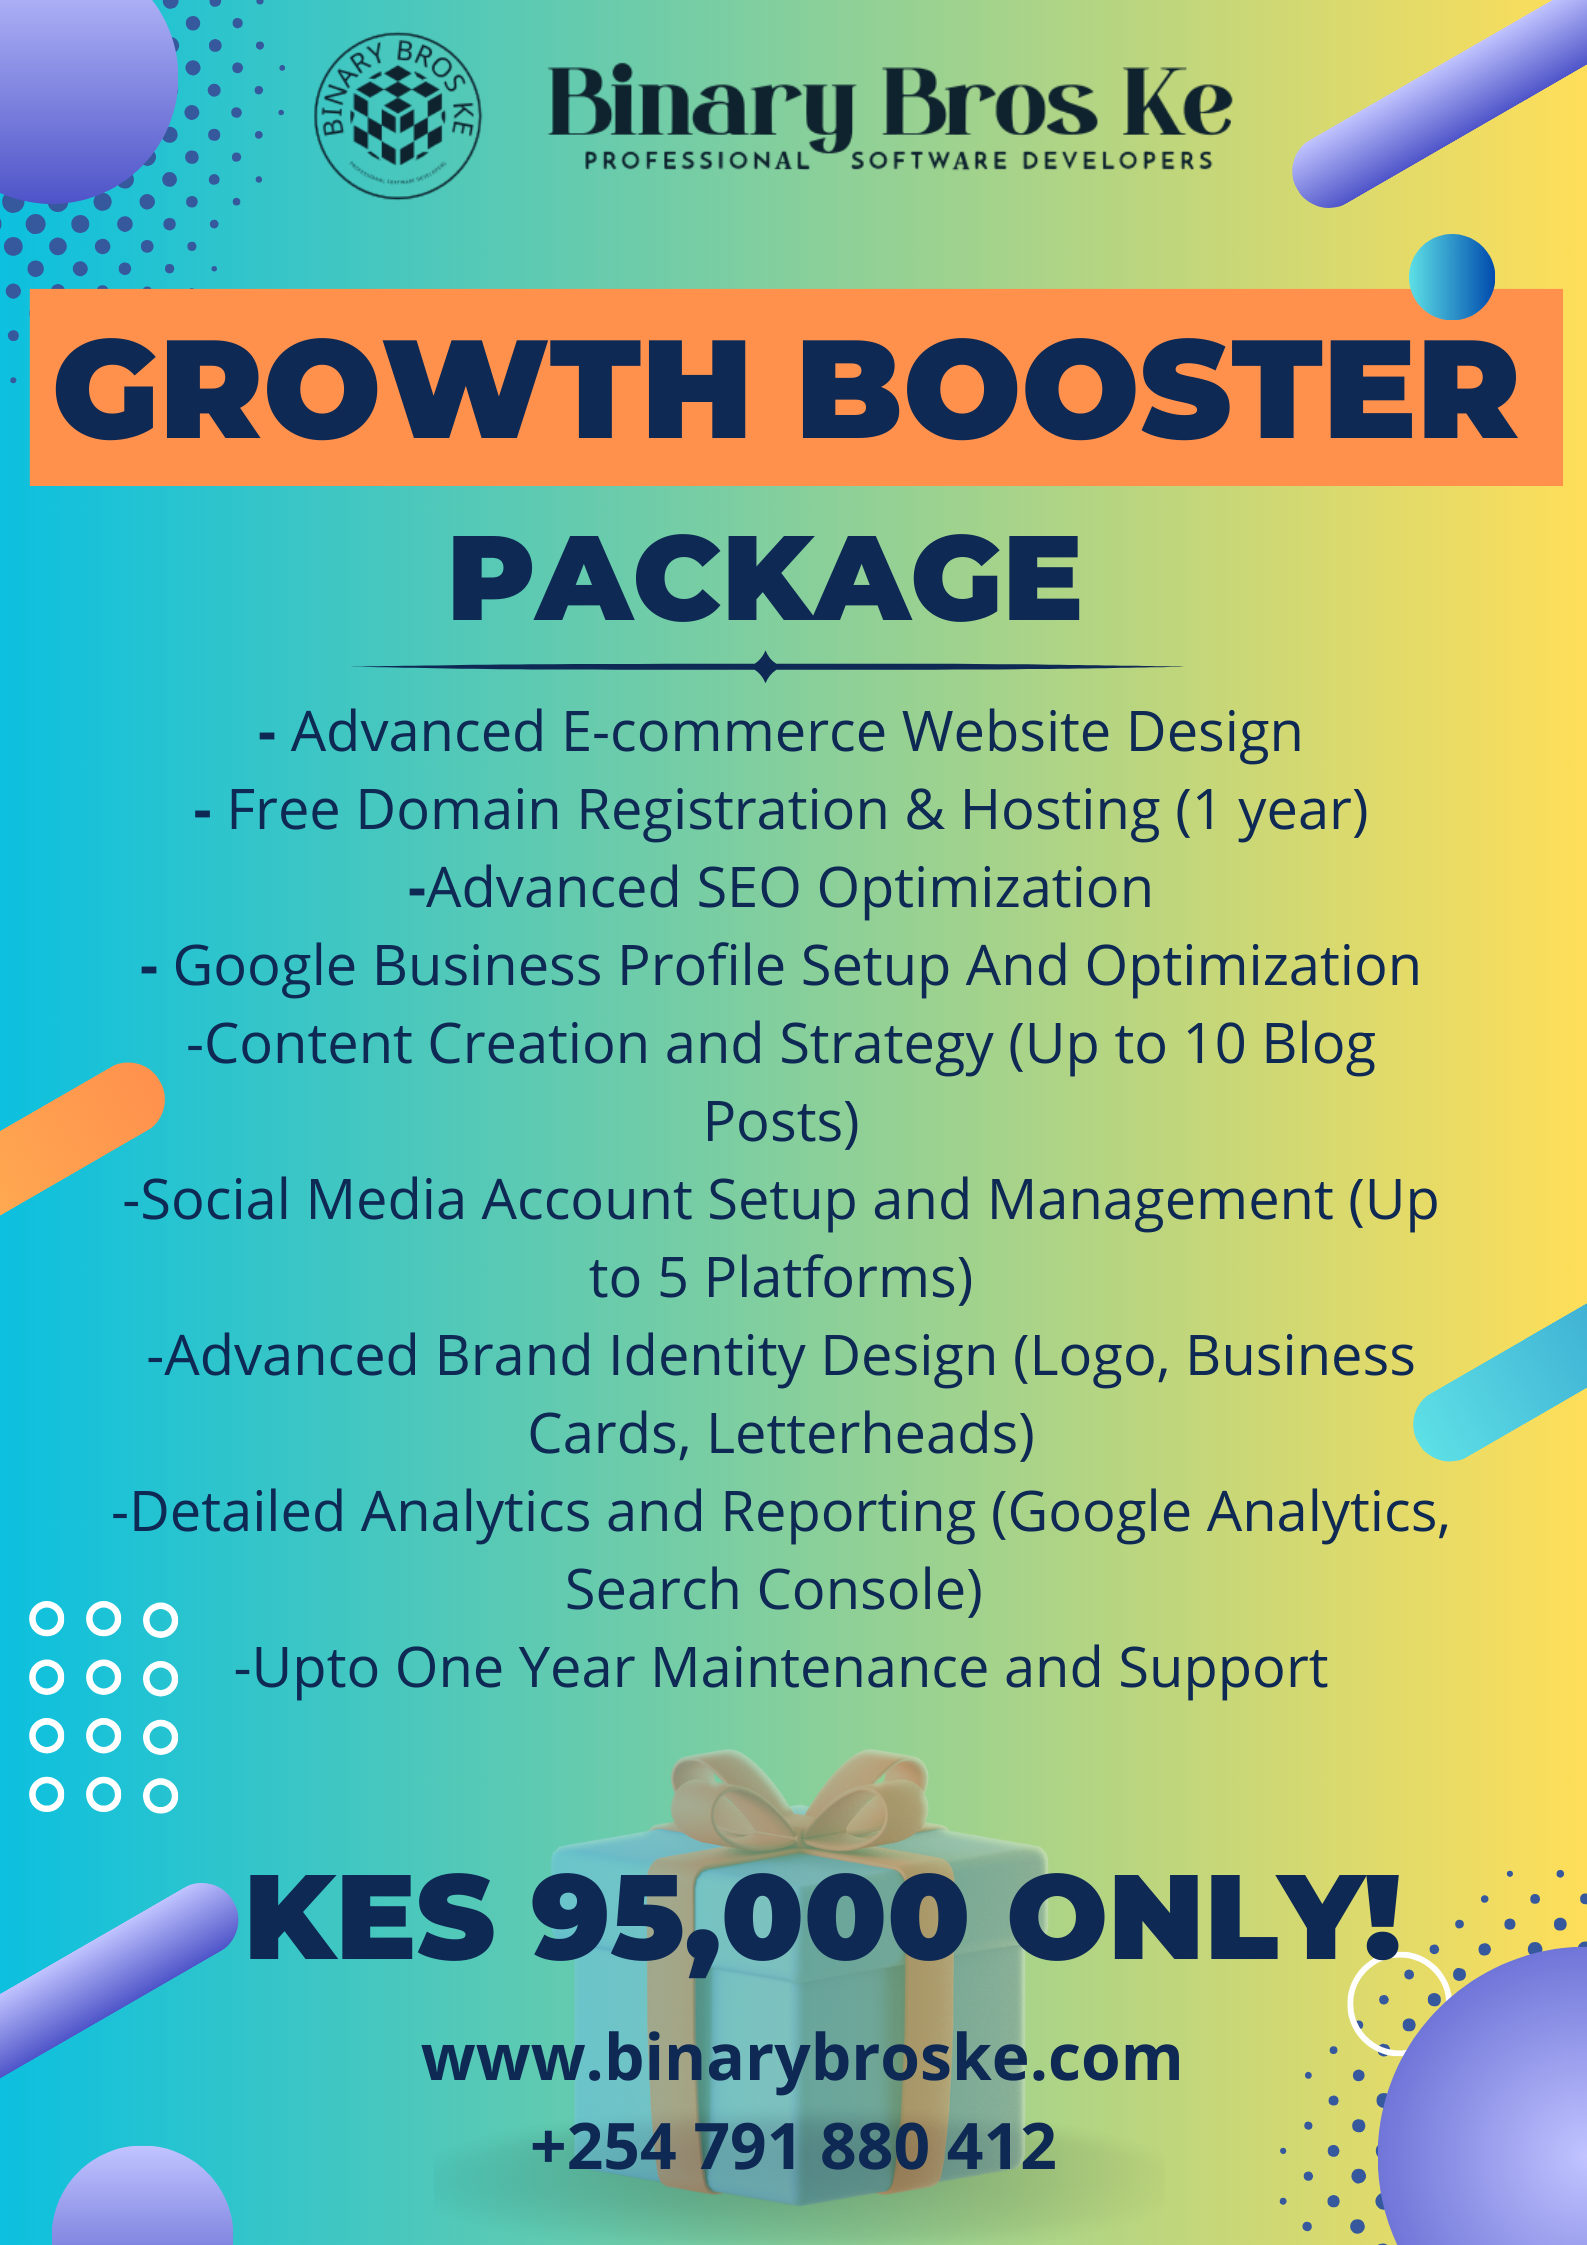 BINARY BROS KE
PROFESSIONAL SOFTWARE DEVELOPERS
Binary Bros Ke
PROFESSIONAL SOFTWARE DEVELOPERS
GROWTH BOOSTER
PACKAGE
- Advanced E-commerce Website Design
- Free Domain Registration & Hosting (1 year)
-Advanced SEO Optimization
- Google Business Profile Setup And Optimization
-Content Creation and Strategy (Up to 10 Blog
Posts)
-Social Media Account Setup and Management (Up
to 5 Platforms)
-Advanced Brand Identity Design (Logo, Business
Cards, Letterheads)
-Detailed Analytics and Reporting (Google Analytics,
Search Console)
-Upto One Year Maintenance and Support
KES 95,000 ONLY!
www.binarybroske.com
+254 791 880 412